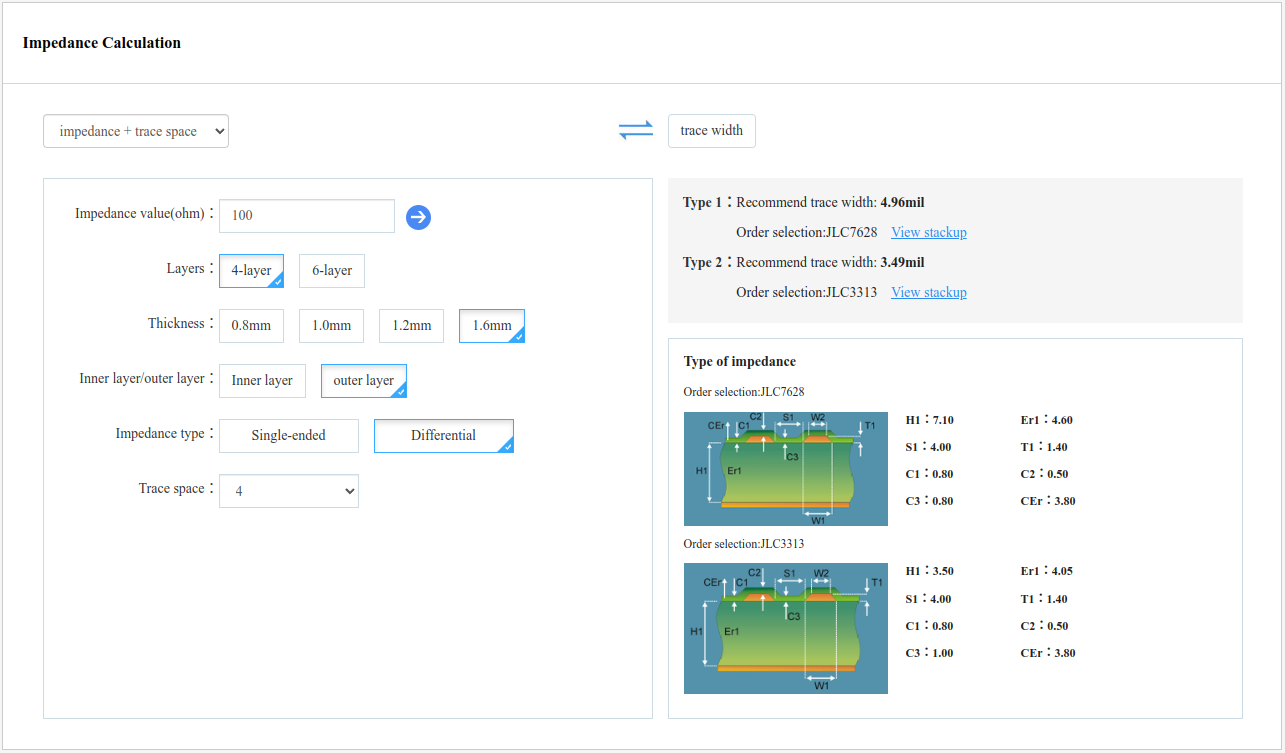 Impedance Calculation
impedance + trace space
trace width
Impedance value(ohm)：
100
Layers：
4-layer
6-layer
Thickness：
0.8mm
1.0mm
1.2mm
1.6mm
Inner layer/outer layer：
Inner layer
outer layer
Impedance type：
Single-ended
Differential
Trace space：
4
Type 1：Recommend trace width: 4.96mil
Order selection:JLC7628 View stackup
Type 2：Recommend trace width: 3.49mil
Order selection:JLC3313 View stackup
Type of impedance
Order selection:JLC7628
C2 S1 W2
CEr C1 T1
C3
H1 Er1
W1
H1：7.10 Er1：4.60
S1：4.00 T1：1.40
C1：0.80 C2：0.50
C3：0.80 CEr：3.80
Order selection:JLC3313
C2 S1 W2
CEr C1 T1
C3
H1 Er1
W1
H1：3.50 Er1：4.05
S1：4.00 T1：1.40
C1：0.80 C2：0.50
C3：1.00 CEr：3.80